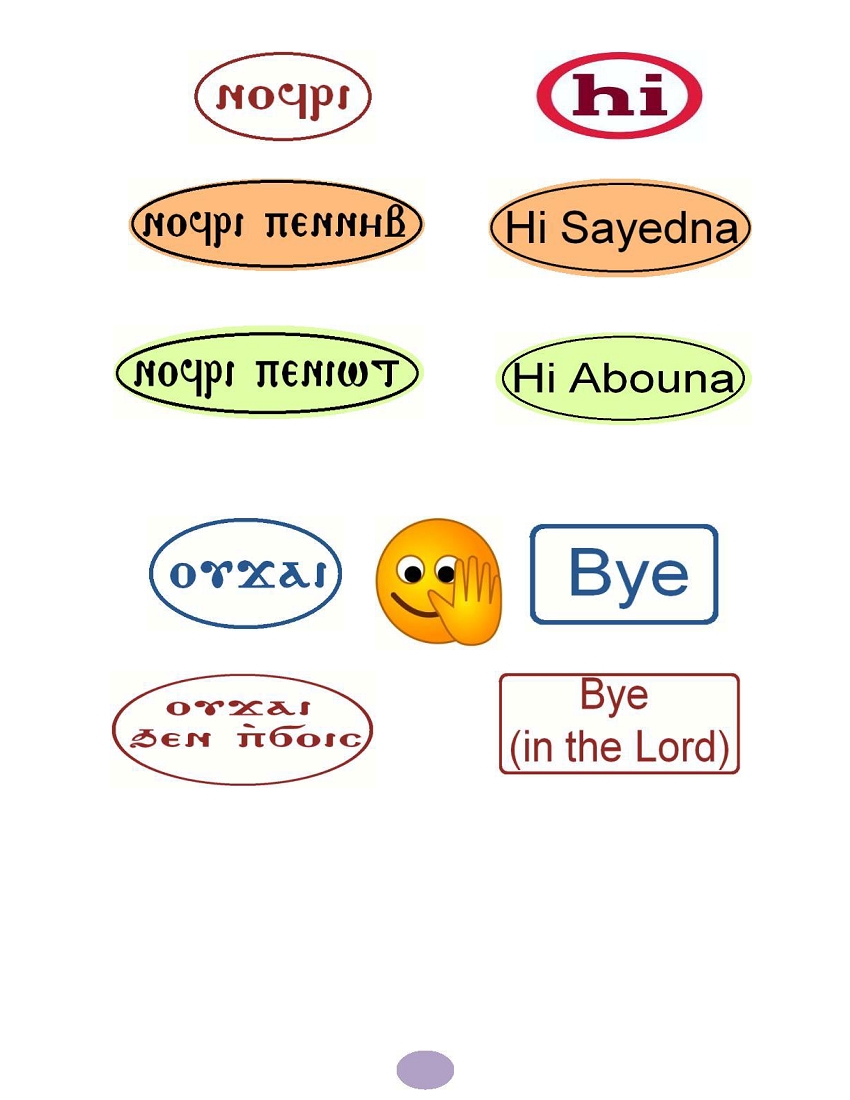 ⲛⲟϥⲣⲓ
hi
ⲛⲟϥⲣⲓ ⲡⲉⲛⲛⲏⲃ
Hi Sayedna
ⲛⲟϥⲣⲓ ⲡⲉⲛⲓⲱⲧ
Hi Abouna
ⲟⲩϫⲁⲓ
Bye
ⲟⲩϫⲁⲓ
ϧⲉⲛ ⲡ̀ϭⲟⲓⲥ
Bye
(in the Lord)